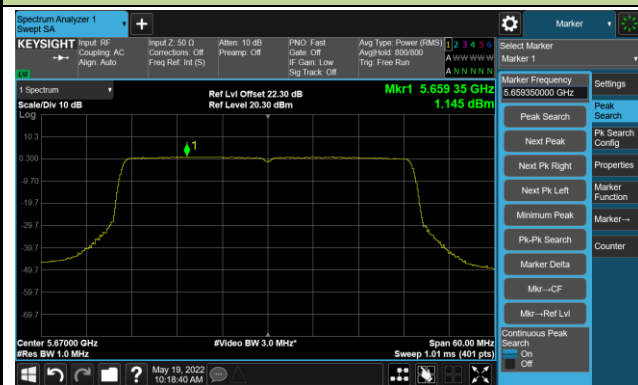 Spectrum Analyzer 1
Swept SA
Marker
KEYSIGHT
Input: RF
Coupling: AC
Align: Auto
Input Z: 50 Ω
Corrections: Off
Freq Ref: Int (S)
Atten: 10 dB
Preamp: Off
PNO: Fast
Gate: Off
IF Gain: Low
Sig Track: Off
Avg Type: Power (RMS)
Avg|Hold: 800/800
Trig: Free Run
1 2 3 4 5 6
A W W W W W
A N N N N N
Select Marker
Marker 1
1 Spectrum
Scale/Div 10 dB
Log
Ref Lvl Offset 22.30 dB
Ref Level 20.30 dBm
Mkr1 5.659 35 GHz
1.145 dBm
10.3
0.300
-9.70
-19.7
-29.7
-39.7
-49.7
-59.7
-69.7
1
Center 5.67000 GHz
#Res BW 1.0 MHz
#Video BW 3.0 MHz*
Span 60.00 MHz
Sweep 1.01 ms (401 pts)
Marker Frequency
5.659350000 GHz
Peak Search
Next Peak
Next Pk Right
Next Pk Left
Minimum Peak
Pk-Pk Search
Marker Delta
Mkr→CF
Mkr→Ref Lvl
Continuous Peak
Search
On
Off
Settings
Peak
Search
Pk Search
Config
Properties
Marker
Function
Marker→
Counter
May 19, 2022
10:18:40 AM